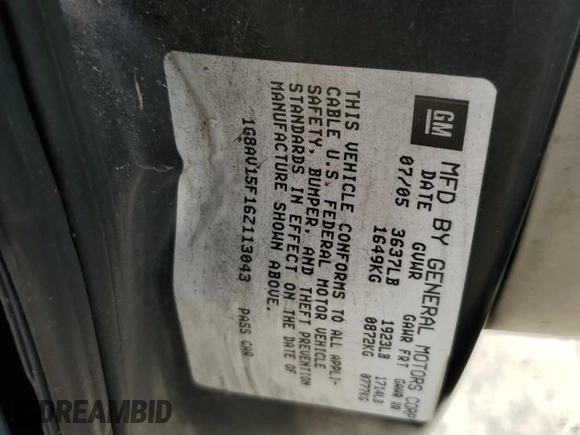 GM
MFD BY GENERAL MOTORS CORP
DATE GVWR GAWR FRT GAWR RR
07/05 3637LB 1923LB 1714LB
1649KG 0872KG 0777KG
THIS VEHICLE CONFORMS TO ALL APPLI-
CABLE U.S. FEDERAL MOTOR VEHICLE
SAFETY, BUMPER, AND THEFT PREVENTION
STANDARDS IN EFFECT ON THE DATE OF
MANUFACTURE SHOWN ABOVE.
1G8AV15F16Z113043 PASS CAR
DREAMBID